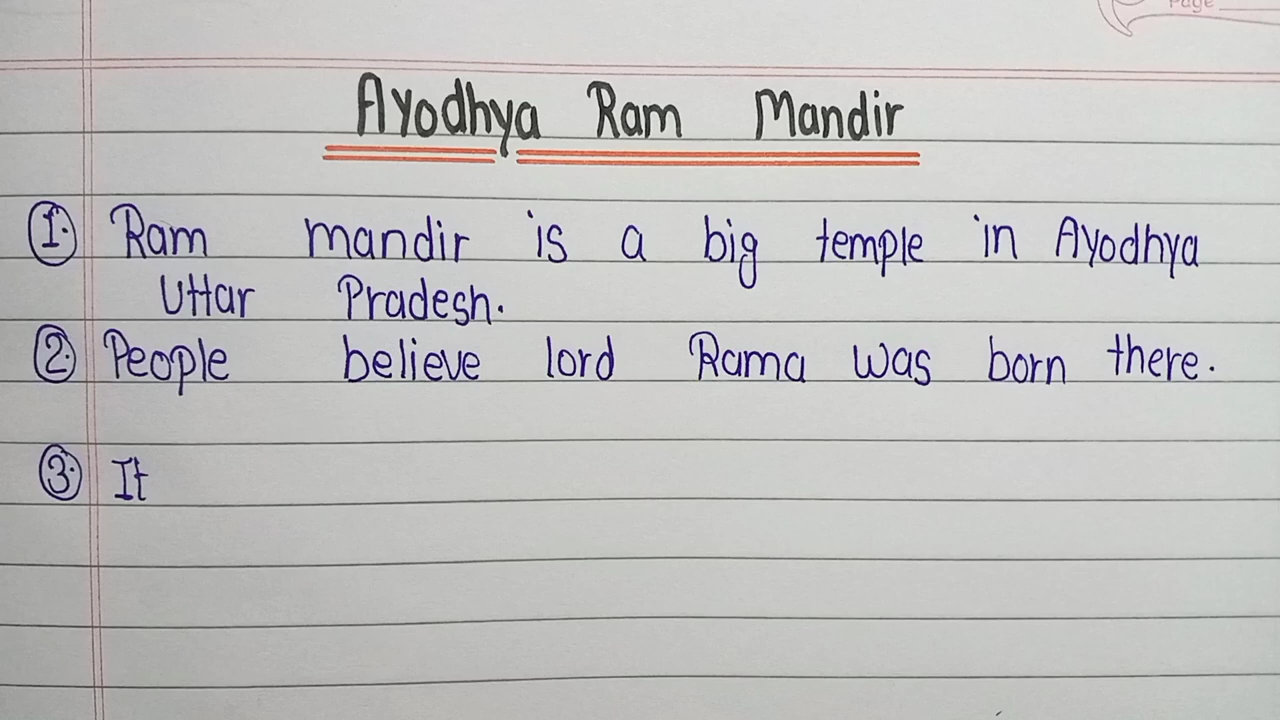 Page
Ayodhya Ram Mandir
1. Ram mandir is a big temple in Ayodhya
Uttar Pradesh.
2. People believe lord Rama was born there.
3. It